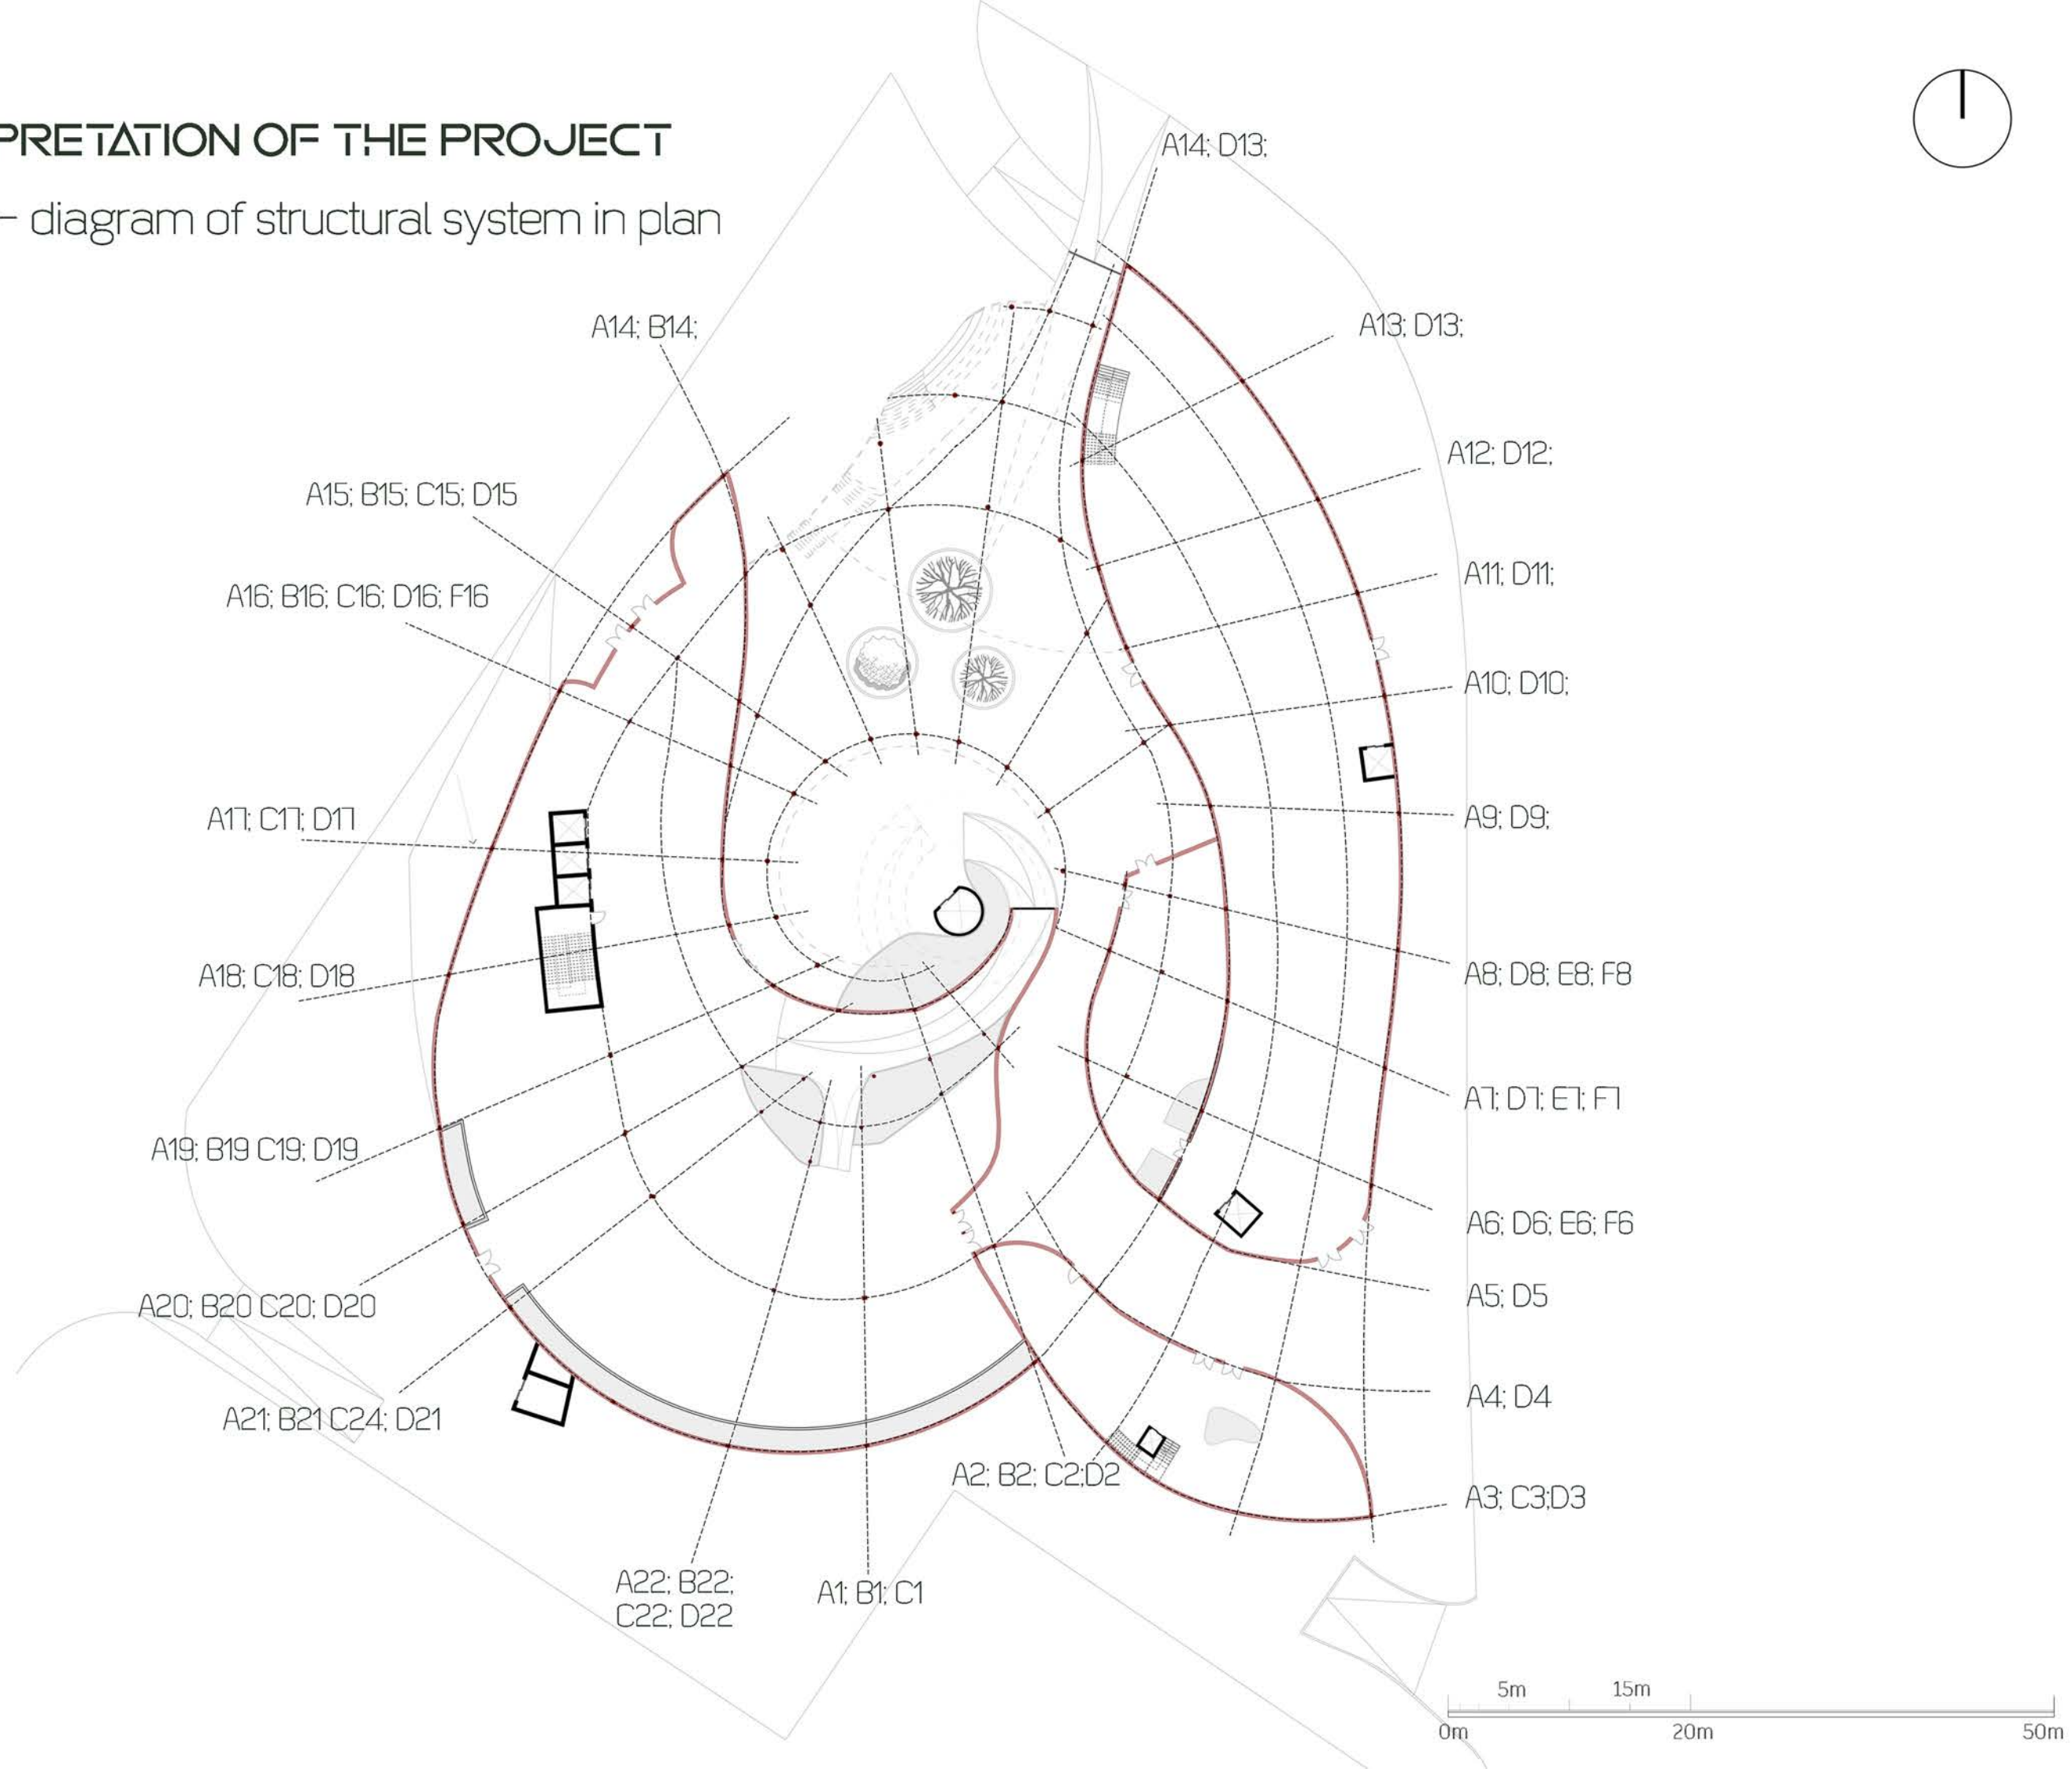 PRETATION OF THE PROJECT
– diagram of structural system in plan
A14; D13;
A14; B14;
A13; D13;
A12; D12;
A15; B15; C15; D15
A11; D11;
A16; B16; C16; D16; F16
A10; D10;
A17; C17; D17
A9; D9;
A18; C18; D18
A8; D8; E8; F8
A7; D7; E7; F7
A19; B19 C19; D19
A6; D6; E6; F6
A5; D5
A20; B20 C20; D20
A4; D4
A21; B21 C24; D21
A2; B2; C2;D2
A3; C3;D3
A22; B22;
C22; D22
A1; B1; C1
5m 15m
0m 20m 50m